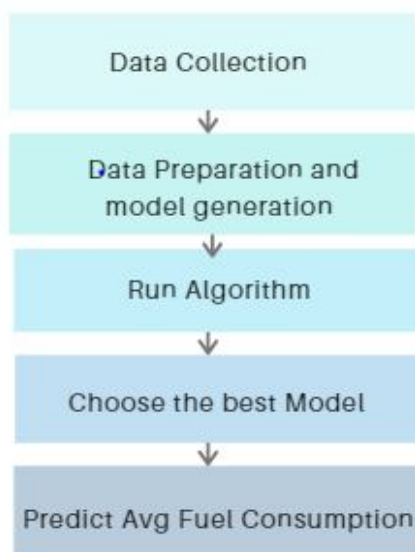 Data Collection
Data Preparation and
model generation
Run Algorithm
Choose the best Model
Predict Avg Fuel Consumption